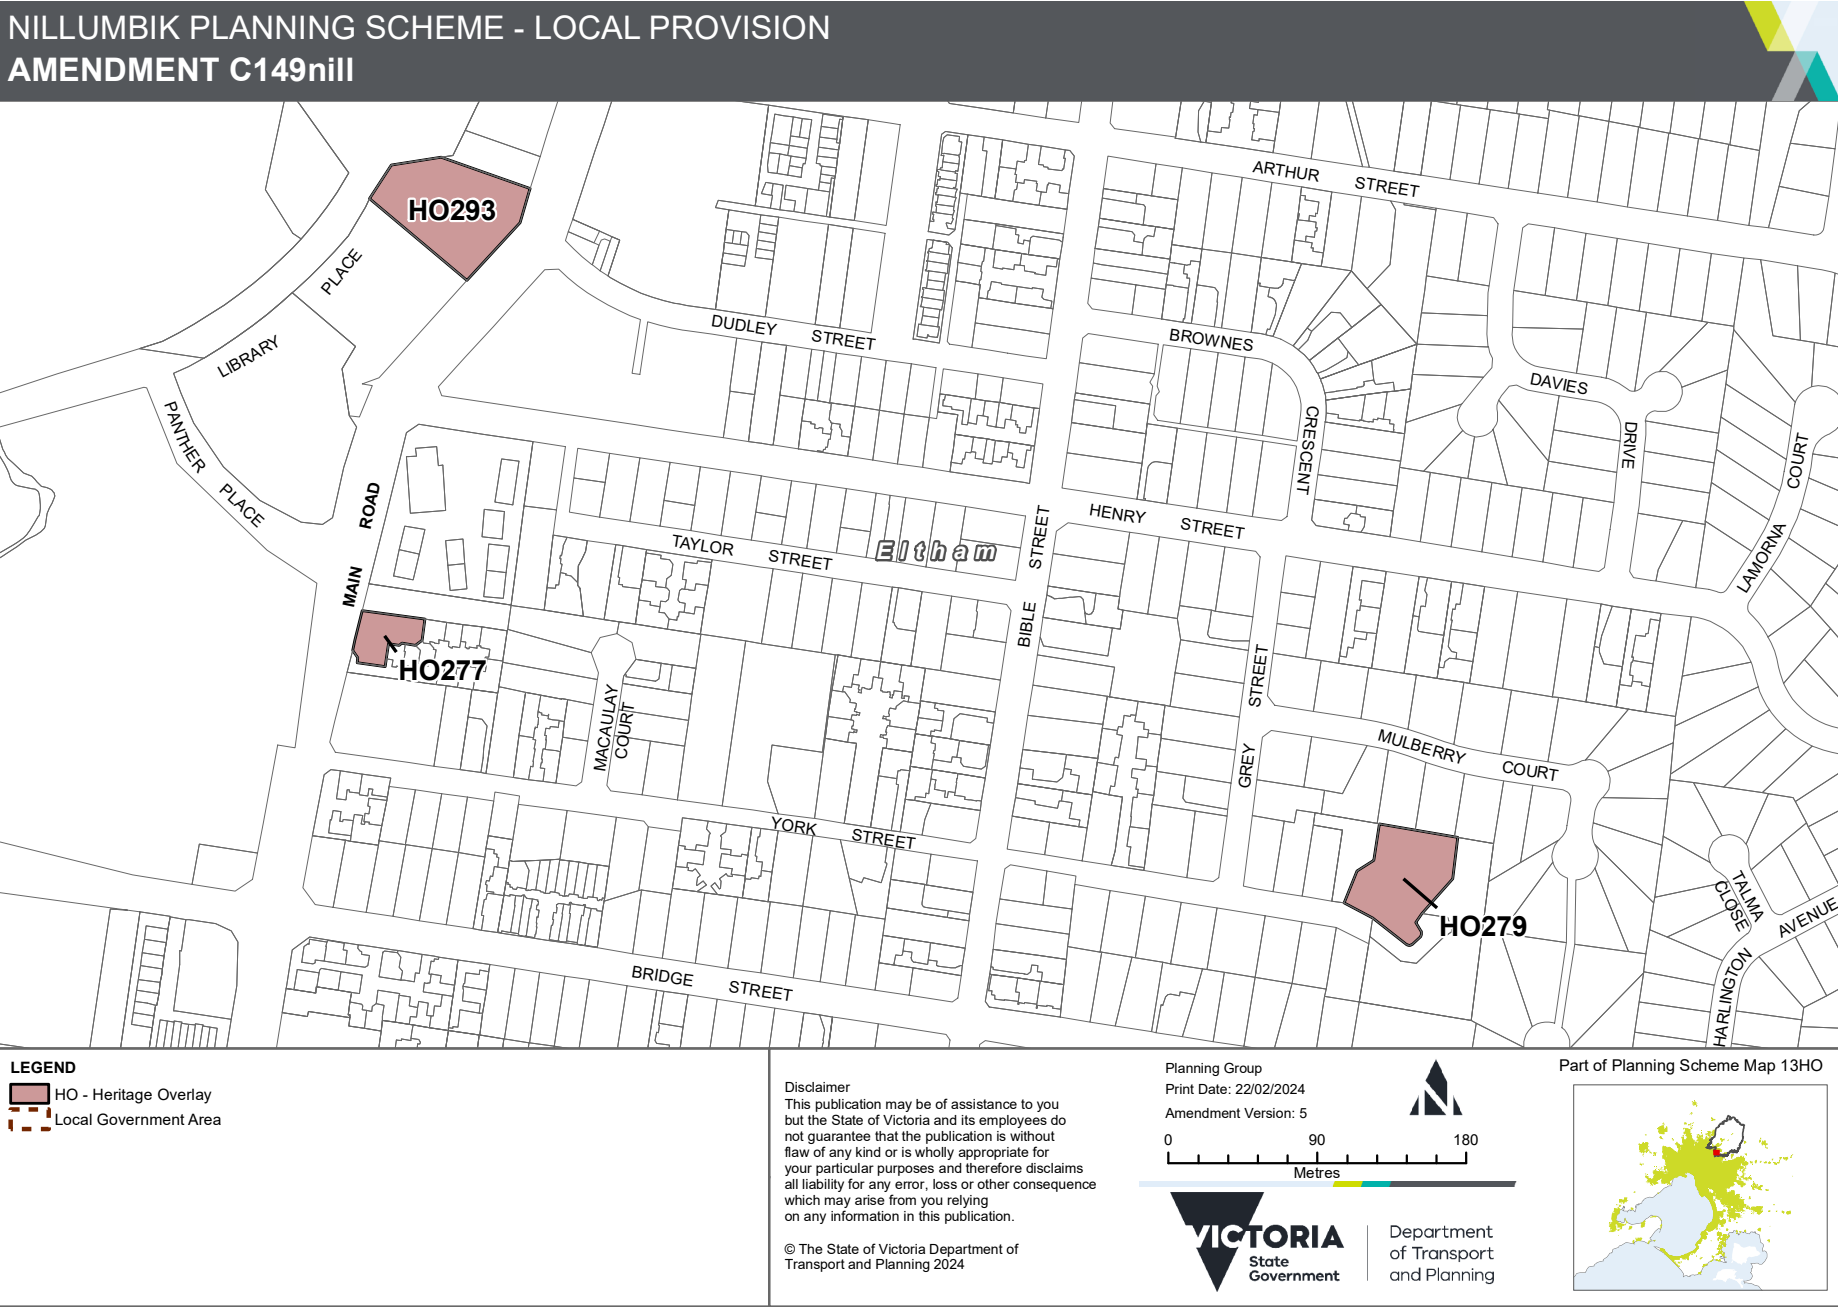 NILLUMBIK PLANNING SCHEME - LOCAL PROVISION
AMENDMENT C149nill
ARTHUR STREET
HO293
PLACE
LIBRARY
DUDLEY STREET
BROWNES
CRESCENT
DAVIES
DRIVE
COURT
LAMORNA
PANTHER
PLACE
MAIN ROAD
HENRY STREET
TAYLOR STREET
Eltham
BIBLE STREET
HO277
MACAULAY
COURT
GREY STREET
MULBERRY COURT
YORK STREET
HO279
TALMA
CLOSE
HARLINGTON
AVENUE
BRIDGE STREET
LEGEND
HO - Heritage Overlay
Local Government Area
Disclaimer
This publication may be of assistance to you
but the State of Victoria and its employees do
not guarantee that the publication is without
flaw of any kind or is wholly appropriate for
your particular purposes and therefore disclaims
all liability for any error, loss or other consequence
which may arise from you relying
on any information in this publication.
© The State of Victoria Department of
Transport and Planning 2024
Planning Group
Print Date: 22/02/2024
Amendment Version: 5
0 90 180
Metres
VICTORIA
State
Government
Department
of Transport
and Planning
Part of Planning Scheme Map 13HO